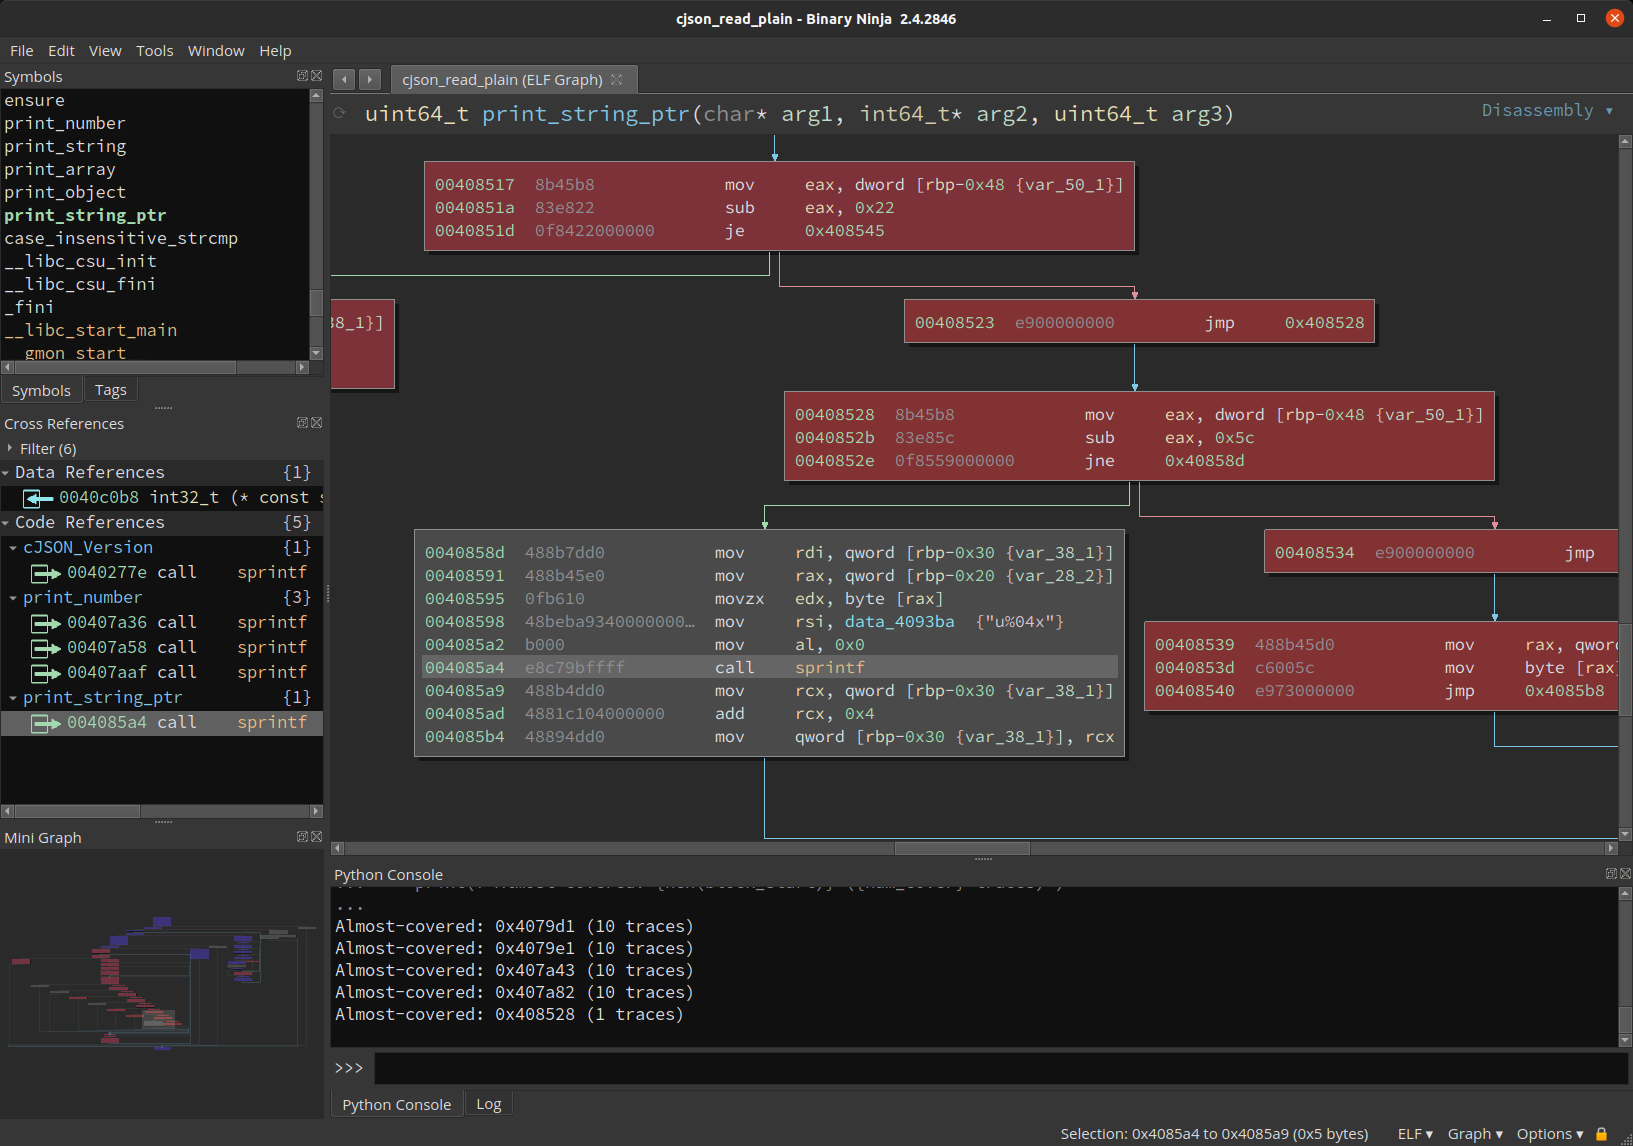 cjson_read_plain - Binary Ninja 2.4.2846
File Edit View Tools Window Help
Symbols
ensure
print_number
print_string
print_array
print_object
print_string_ptr
case_insensitive_strcmp
__libc_csu_init
__libc_csu_fini
_fini
__libc_start_main
__gmon_start
Symbols Tags
Cross References
Filter (6)
Data References {1}
0040c0b8 int32_t (* const
Code References {5}
cJSON_Version {1}
0040277e call sprintf
print_number {3}
00407a36 call sprintf
00407a58 call sprintf
00407aaf call sprintf
print_string_ptr {1}
004085a4 call sprintf
Mini Graph
cjson_read_plain (ELF Graph)
uint64_t print_string_ptr(char* arg1, int64_t* arg2, uint64_t arg3)
Disassembly ▾
00408517 8b45b8 mov eax, dword [rbp-0x48 {var_50_1}]
0040851a 83e822 sub eax, 0x22
0040851d 0f8422000000 je 0x408545
38_1}]
00408523 e900000000 jmp 0x408528
00408528 8b45b8 mov eax, dword [rbp-0x48 {var_50_1}]
0040852b 83e85c sub eax, 0x5c
0040852e 0f8559000000 jne 0x40858d
0040858d 488b7dd0 mov rdi, qword [rbp-0x30 {var_38_1}]
00408591 488b45e0 mov rax, qword [rbp-0x20 {var_28_2}]
00408595 0fb610 movzx edx, byte [rax]
00408598 48beba9340000000… mov rsi, data_4093ba {"u%04x"}
004085a2 b000 mov al, 0x0
004085a4 e8c79bffff call sprintf
004085a9 488b4dd0 mov rcx, qword [rbp-0x30 {var_38_1}]
004085ad 4881c104000000 add rcx, 0x4
004085b4 48894dd0 mov qword [rbp-0x30 {var_38_1}], rcx
00408534 e900000000 jmp
00408539 488b45d0 mov rax, qwor
0040853d c6005c mov byte [rax
00408540 e973000000 jmp 0x4085b8
Python Console
...
Almost-covered: 0x4079d1 (10 traces)
Almost-covered: 0x4079e1 (10 traces)
Almost-covered: 0x407a43 (10 traces)
Almost-covered: 0x407a82 (10 traces)
Almost-covered: 0x408528 (1 traces)
>>>
Python Console Log
Selection: 0x4085a4 to 0x4085a9 (0x5 bytes) ELF ▾ Graph ▾ Options ▾